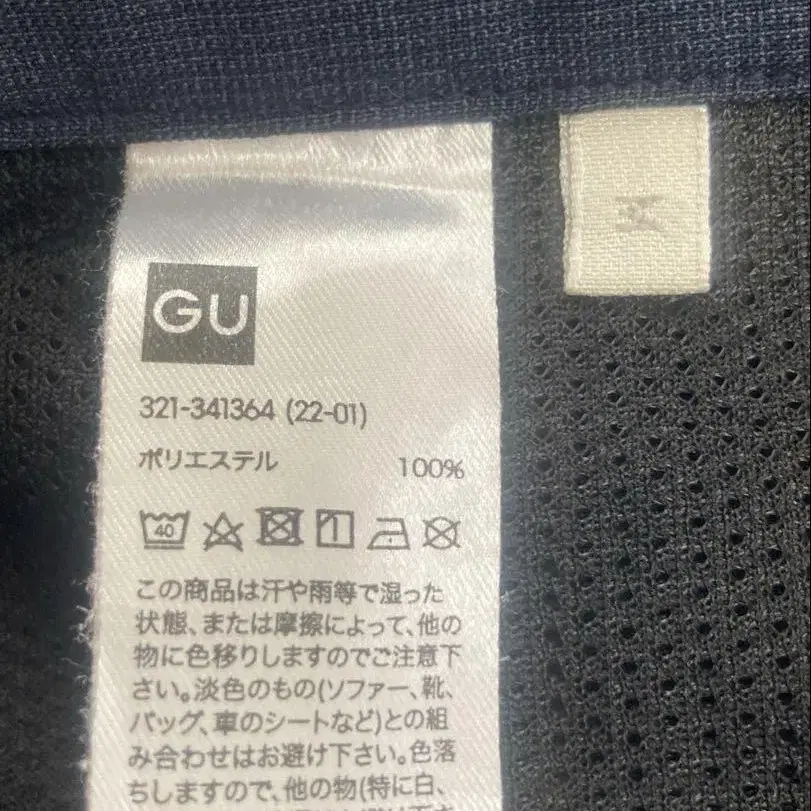 GU
M
321-341364 (22-01)
ポリエステル 100%
40
この商品は汗や雨等で湿った
状態、または摩擦によって、他の
物に色移りしますのでご注意下
さい。淡色のもの(ソファー、靴、
バッグ、車のシートなど)との組
み合わせはお避け下さい。色落
ちしますので、他の物(特に白、